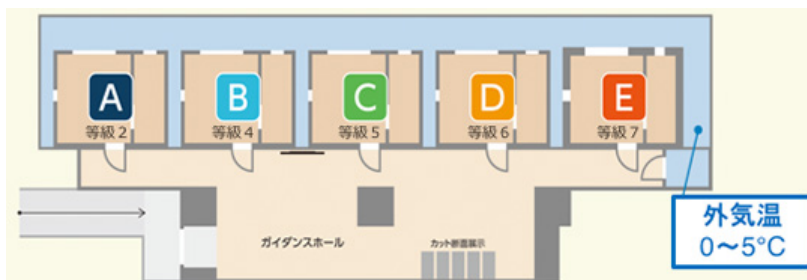 A
B
C
D
E
等級2
等級4
等級5
等級6
等級7
ガイダンスホール
カット断面展示
外気温
0〜5°C